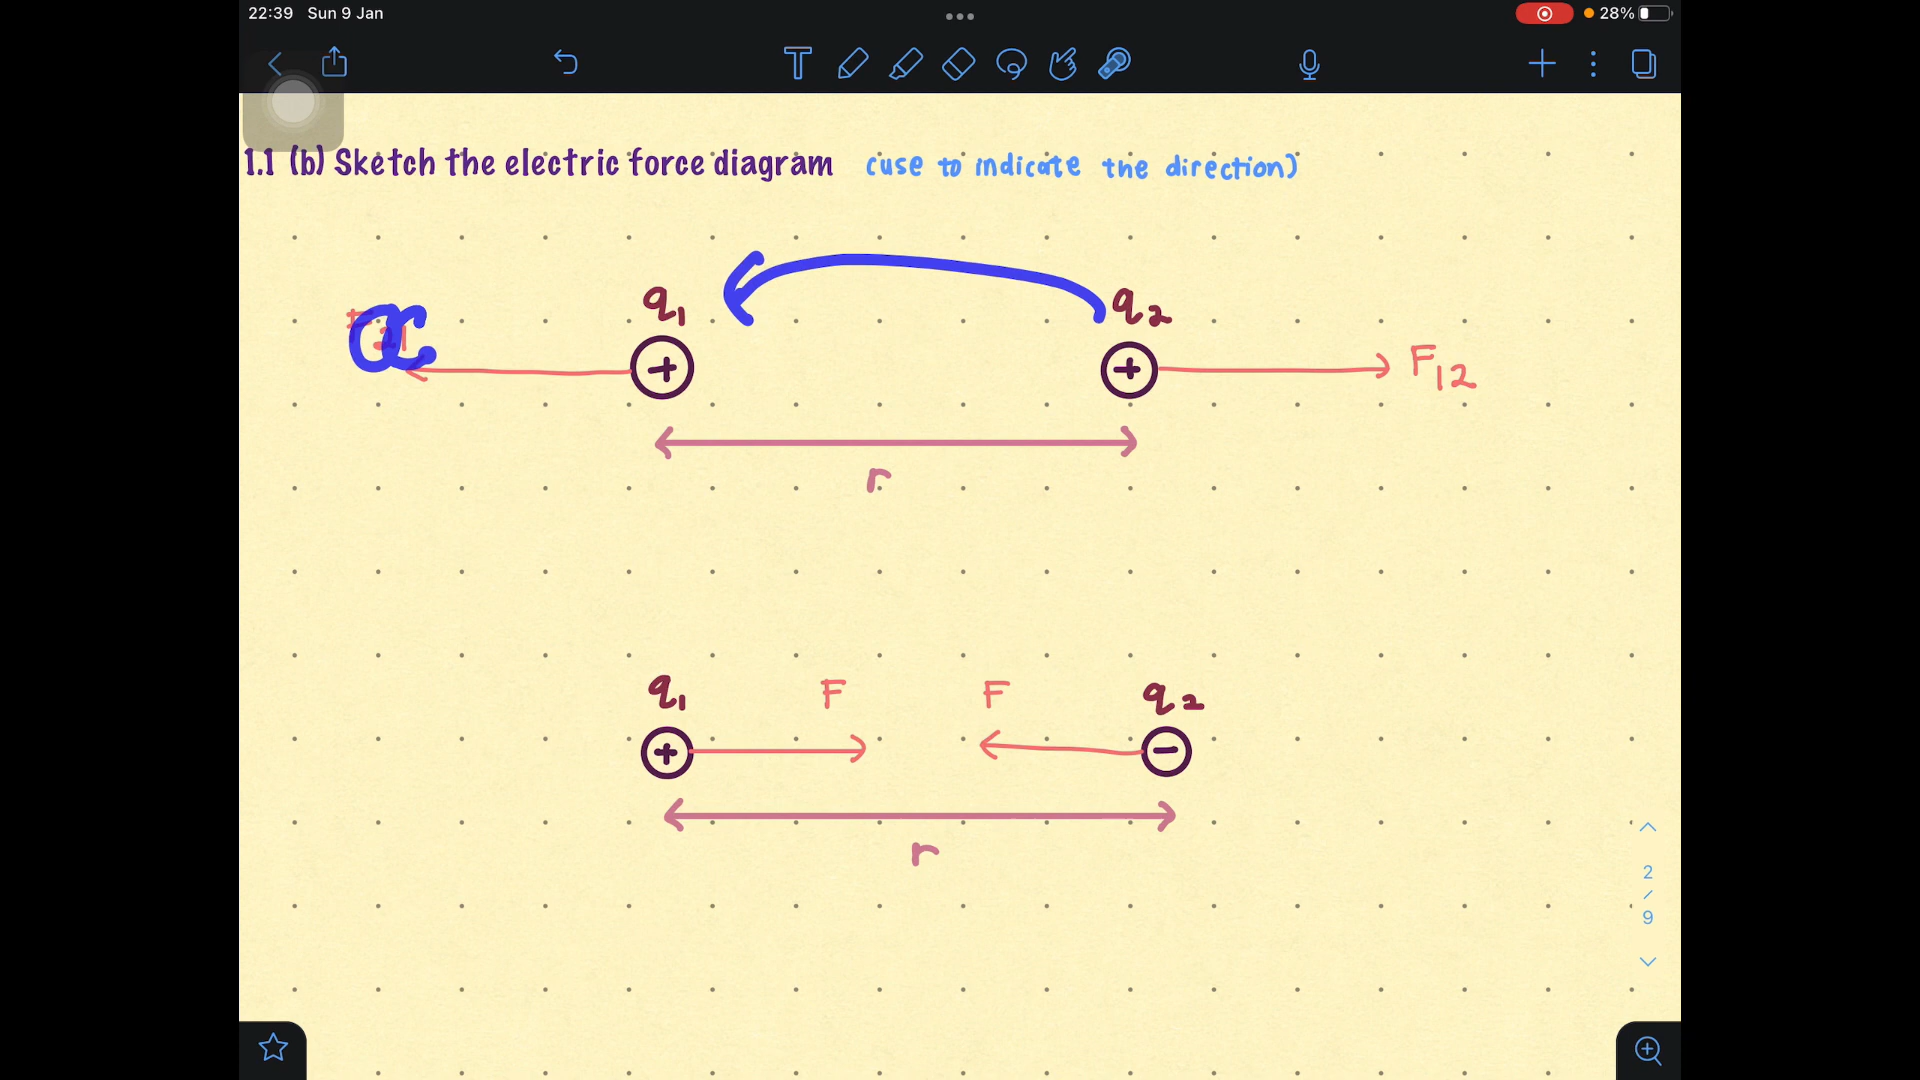 22:39 Sun 9 Jan
28%
1.1 (b) Sketch the electric force diagram (use to indicate the direction)
q1
q2
F12
+
+
r
q1
F
F
q2
+
−
r
2
/
9